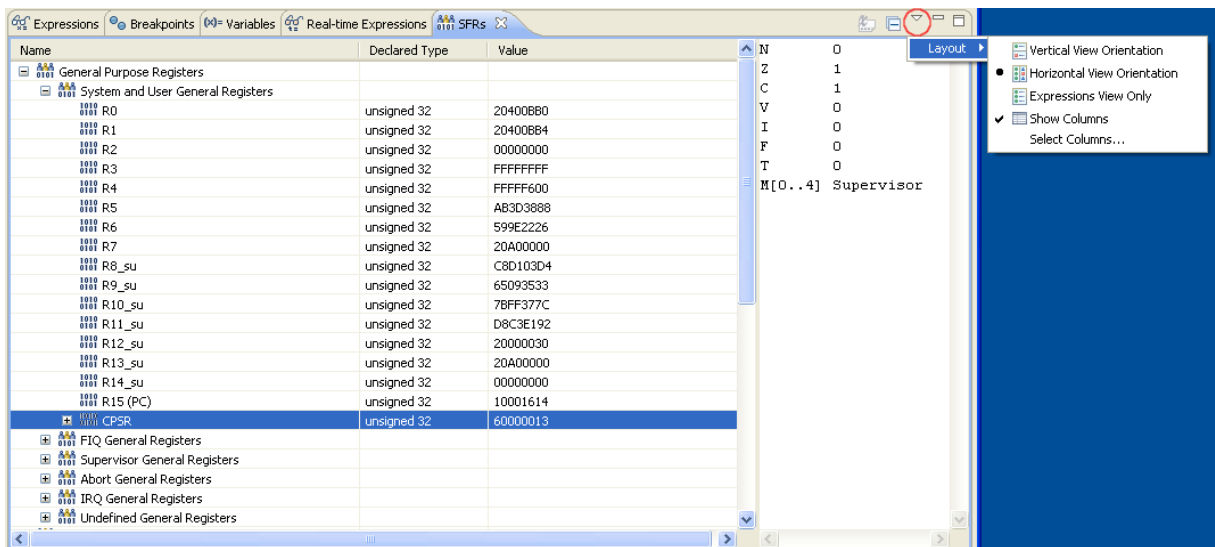 Expressions Breakpoints (x)= Variables Real-time Expressions SFRs
Name Declared Type Value
General Purpose Registers
System and User General Registers
R0 unsigned 32 20400BB0
R1 unsigned 32 20400BB4
R2 unsigned 32 00000000
R3 unsigned 32 FFFFFFFF
R4 unsigned 32 FFFFF600
R5 unsigned 32 AB3D3888
R6 unsigned 32 599E2226
R7 unsigned 32 20A00000
R8_su unsigned 32 C8D103D4
R9_su unsigned 32 65093533
R10_su unsigned 32 7BFF377C
R11_su unsigned 32 D8C3E192
R12_su unsigned 32 20000030
R13_su unsigned 32 20A00000
R14_su unsigned 32 00000000
R15 (PC) unsigned 32 10001614
CPSR unsigned 32 60000013
FIQ General Registers
Supervisor General Registers
Abort General Registers
IRQ General Registers
Undefined General Registers
N 0
Z 1
C 1
V 0
I 0
F 0
T 0
M[0..4] Supervisor
Layout
Vertical View Orientation
Horizontal View Orientation
Expressions View Only
Show Columns
Select Columns...